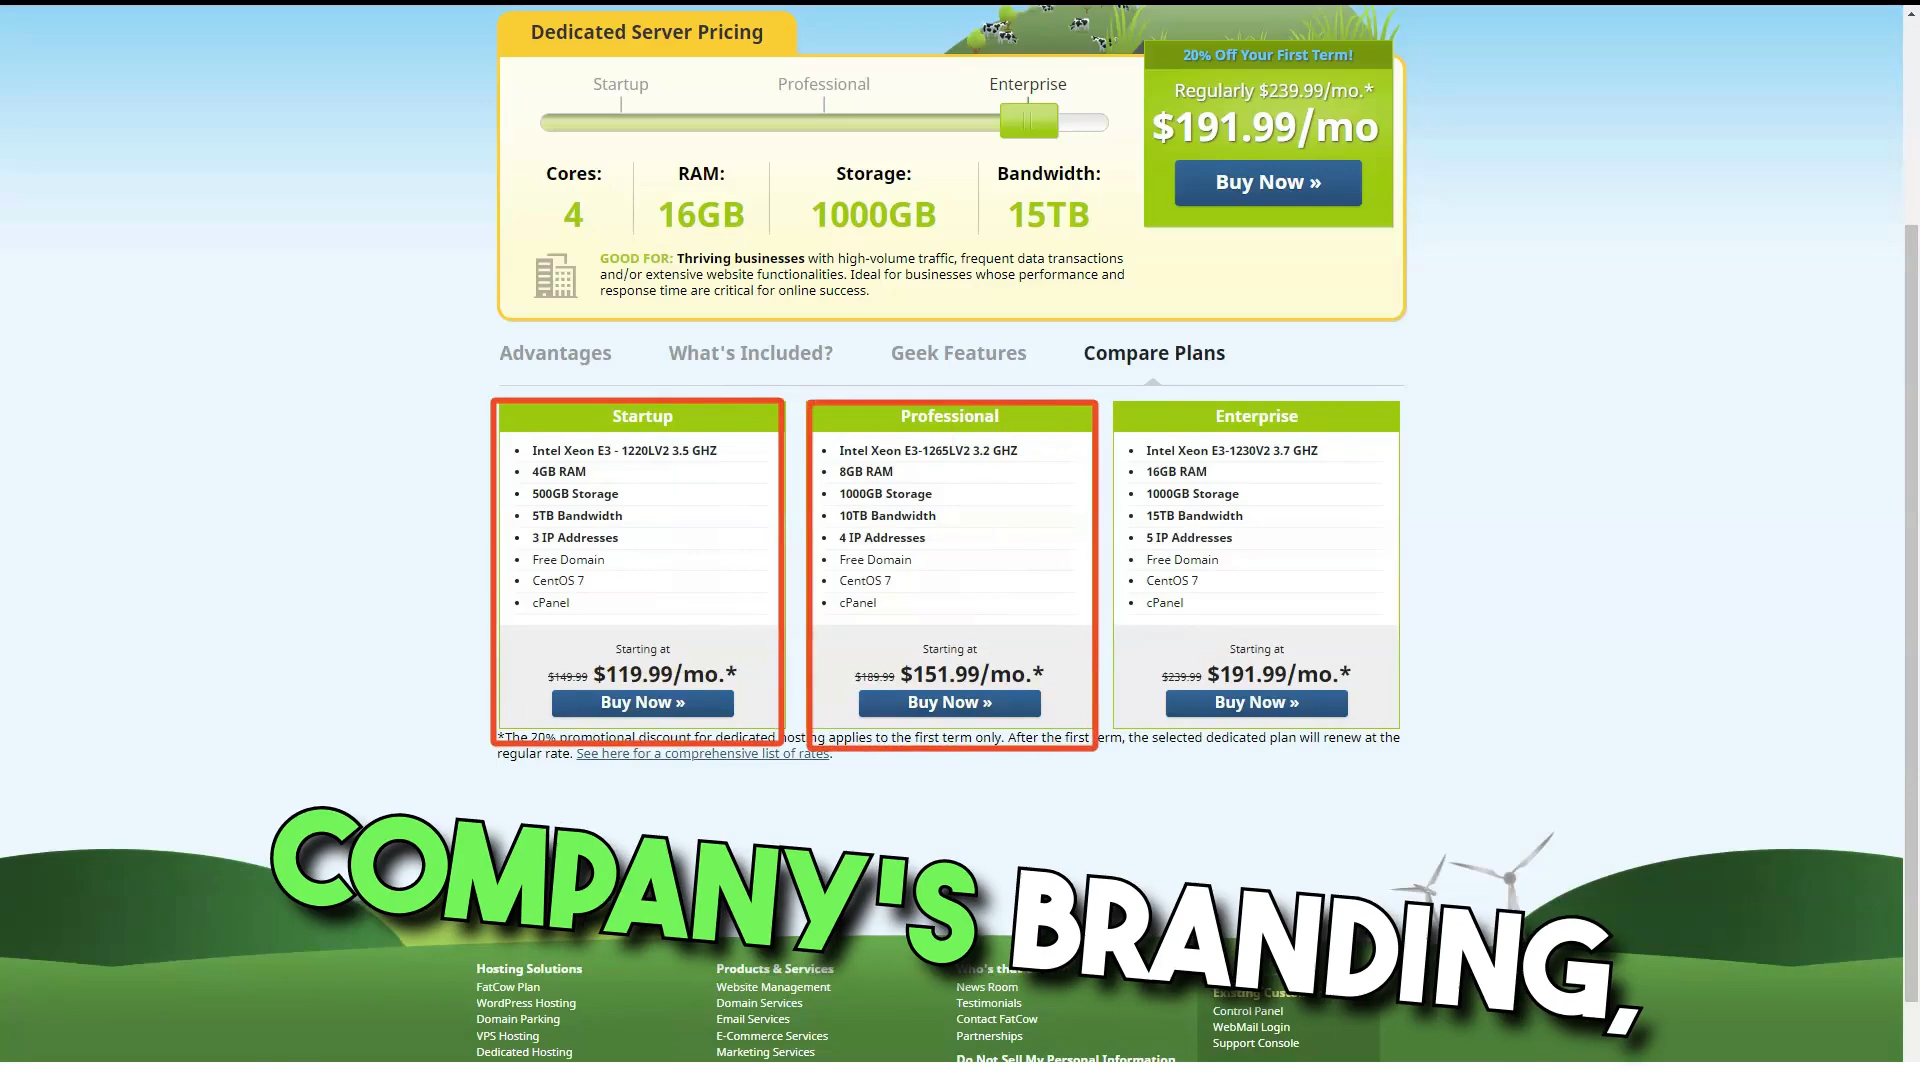 Dedicated Server Pricing
Startup
Professional
Enterprise
20% Off Your First Term!
Regularly $239.99/mo.*
$191.99/mo
Buy Now »
Cores:
4
RAM:
16GB
Storage:
1000GB
Bandwidth:
15TB
GOOD FOR: Thriving businesses with high-volume traffic, frequent data transactions
and/or extensive website functionalities. Ideal for businesses whose performance and
response time are critical for online success.
Advantages
What's Included?
Geek Features
Compare Plans
Startup
• Intel Xeon E3 - 1220LV2 3.5 GHZ
• 4GB RAM
• 500GB Storage
• 5TB Bandwidth
• 3 IP Addresses
• Free Domain
• CentOS 7
• cPanel
Starting at
$149.99 $119.99/mo.*
Buy Now »
Professional
• Intel Xeon E3-1265LV2 3.2 GHZ
• 8GB RAM
• 1000GB Storage
• 10TB Bandwidth
• 4 IP Addresses
• Free Domain
• CentOS 7
• cPanel
Starting at
$189.99 $151.99/mo.*
Buy Now »
Enterprise
• Intel Xeon E3-1230V2 3.7 GHZ
• 16GB RAM
• 1000GB Storage
• 15TB Bandwidth
• 5 IP Addresses
• Free Domain
• CentOS 7
• cPanel
Starting at
$239.99 $191.99/mo.*
Buy Now »
*The 20% promotional discount for dedicated hosting applies to the first term only. After the first term, the selected dedicated plan will renew at the
regular rate. See here for a comprehensive list of rates.
COMPANY'S BRANDING,
Hosting Solutions
FatCow Plan
WordPress Hosting
Domain Parking
VPS Hosting
Dedicated Hosting
Products & Services
Website Management
Domain Services
Email Services
E-Commerce Services
Marketing Services
Who's
News Room
Testimonials
Contact FatCow
Partnerships
Do Not Sell My Personal Information
Existing
Control Panel
WebMail Login
Support Console